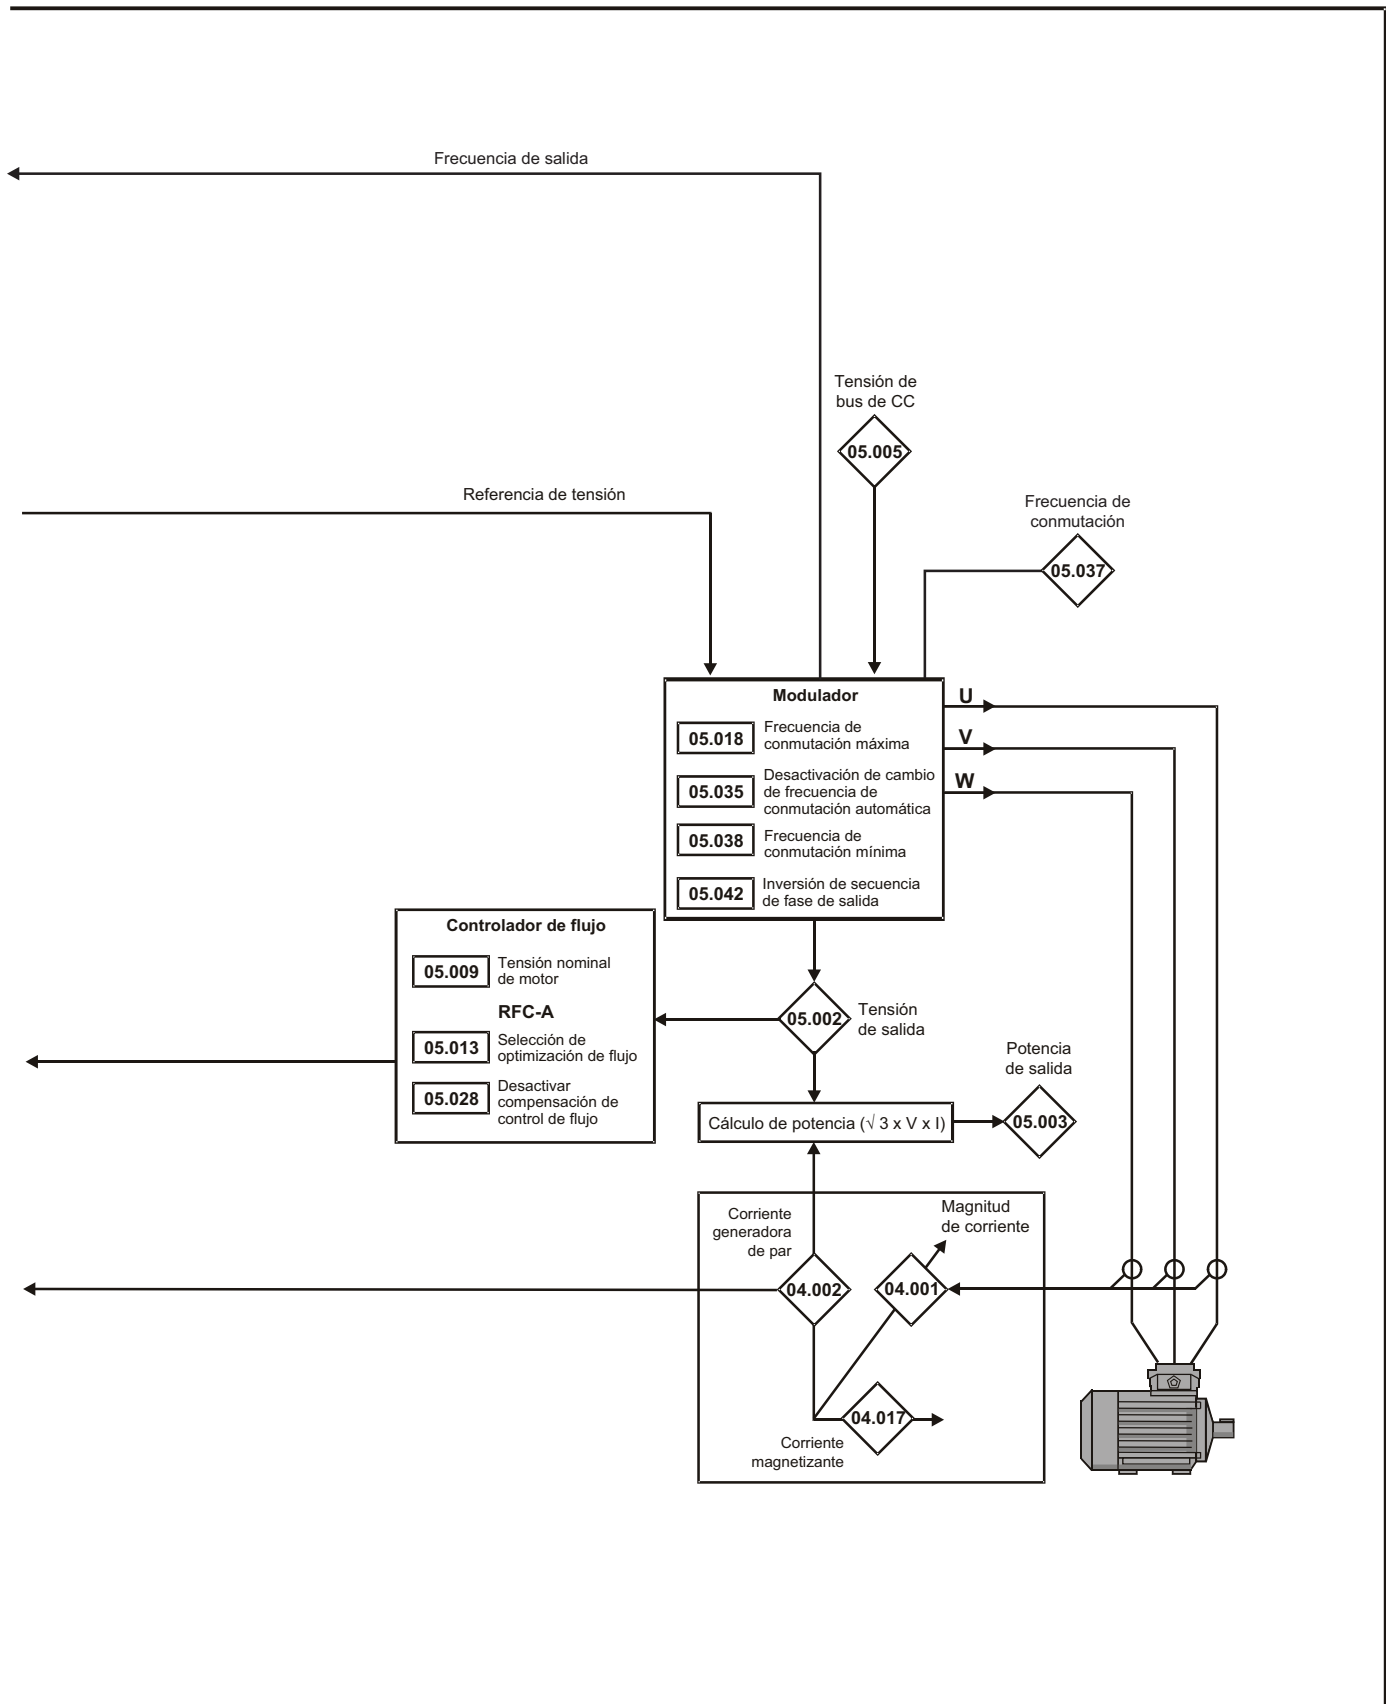 Frecuencia de salida
Tensión de
bus de CC
05.005
Referencia de tensión
Frecuencia de
conmutación
05.037
Modulador
05.018
Frecuencia de
conmutación máxima
05.035
Desactivación de cambio
de frecuencia de
conmutación automática
05.038
Frecuencia de
conmutación mínima
05.042
Inversión de secuencia
de fase de salida
U
V
W
Controlador de flujo
05.009
Tensión nominal
de motor
RFC-A
05.013
Selección de
optimización de flujo
05.028
Desactivar
compensación de
control de flujo
05.002
Tensión
de salida
Potencia
de salida
Cálculo de potencia (√ 3 x V x I)
05.003
Corriente
generadora
de par
Magnitud
de corriente
04.002
04.001
04.017
Corriente
magnetizante